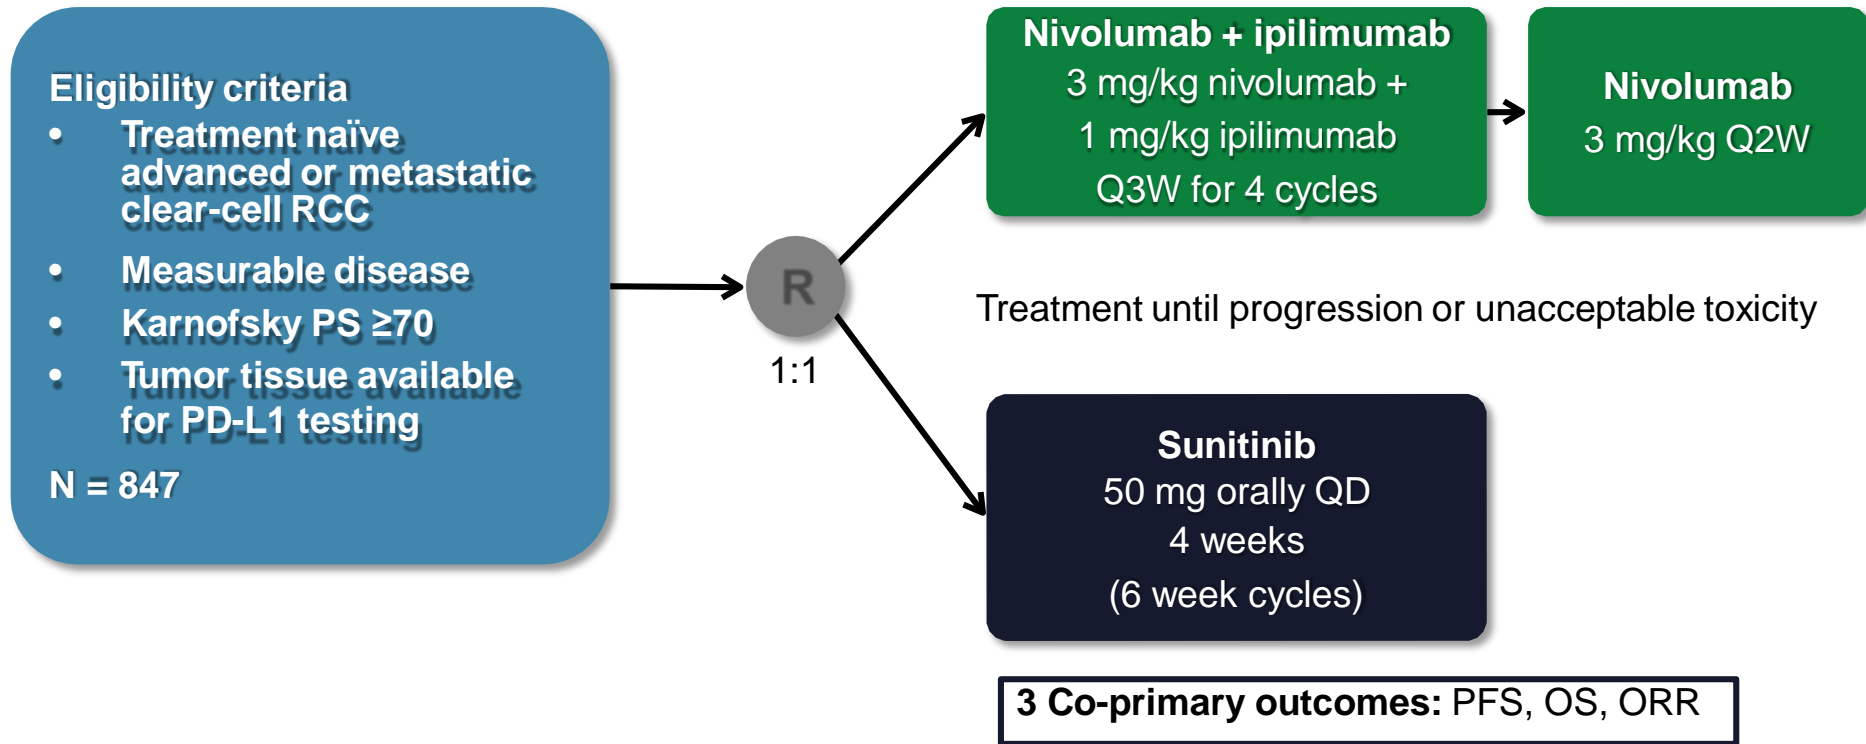 Eligibility criteria
• Treatment naïve
advanced or metastatic
clear-cell RCC
• Measurable disease
• Karnofsky PS ≥70
• Tumor tissue available
for PD-L1 testing
N = 847
R
1:1
Nivolumab + ipilimumab
3 mg/kg nivolumab +
1 mg/kg ipilimumab
Q3W for 4 cycles
Nivolumab
3 mg/kg Q2W
Treatment until progression or unacceptable toxicity
Sunitinib
50 mg orally QD
4 weeks
(6 week cycles)
3 Co-primary outcomes: PFS, OS, ORR